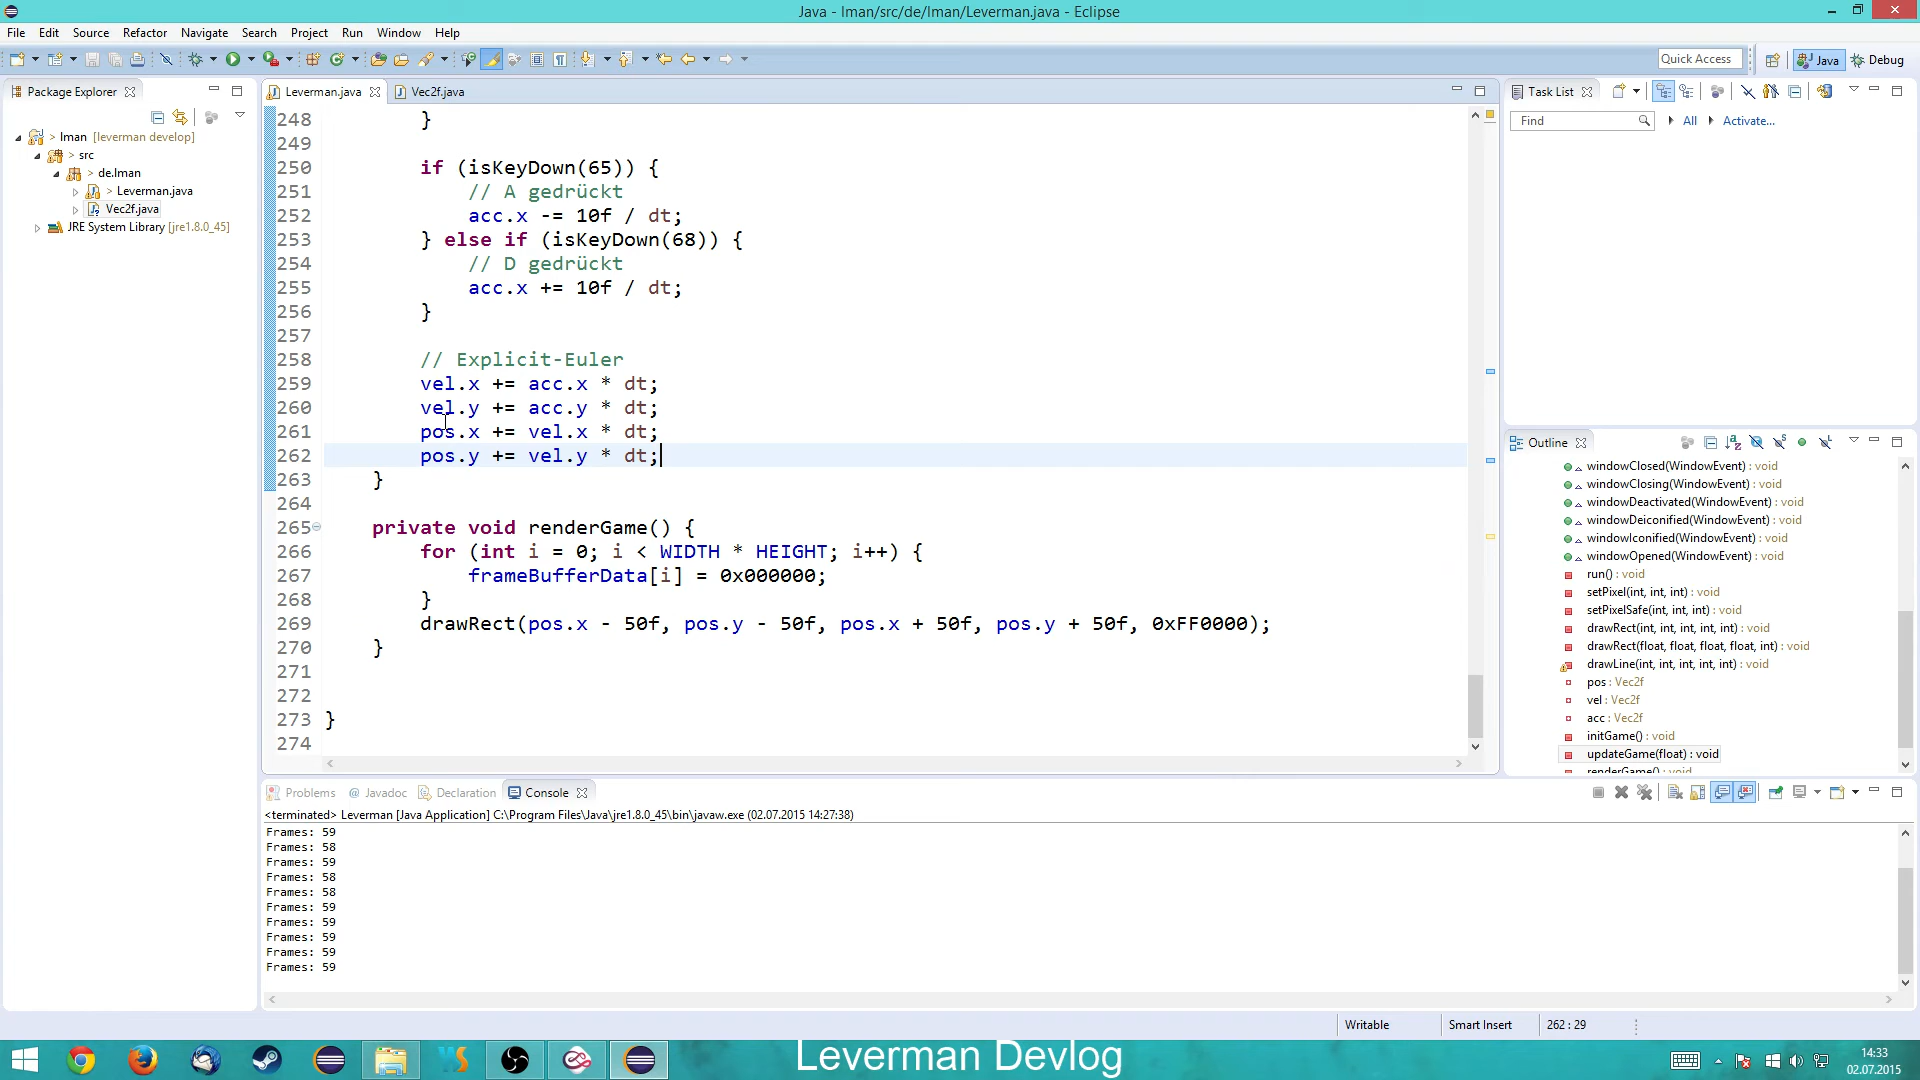 Java - lman/src/de/lman/Leverman.java - Eclipse
File Edit Source Refactor Navigate Search Project Run Window Help
Quick Access
Java
Debug
Package Explorer
> lman [leverman develop]
> src
> de.lman
> Leverman.java
Vec2f.java
JRE System Library [jre1.8.0_45]
Leverman.java
Vec2f.java
248 }
249
250 if (isKeyDown(65)) {
251 // A gedrückt
252 acc.x -= 10f / dt;
253 } else if (isKeyDown(68)) {
254 // D gedrückt
255 acc.x += 10f / dt;
256 }
257
258 // Explicit-Euler
259 vel.x += acc.x * dt;
260 vel.y += acc.y * dt;
261 pos.x += vel.x * dt;
262 pos.y += vel.y * dt;
263 }
264
265 private void renderGame() {
266 for (int i = 0; i < WIDTH * HEIGHT; i++) {
267 frameBufferData[i] = 0x000000;
268 }
269 drawRect(pos.x - 50f, pos.y - 50f, pos.x + 50f, pos.y + 50f, 0xFF0000);
270 }
271
272
273 }
274
Task List
Find
All
Activate...
Outline
windowClosed(WindowEvent) : void
windowClosing(WindowEvent) : void
windowDeactivated(WindowEvent) : void
windowDeiconified(WindowEvent) : void
windowIconified(WindowEvent) : void
windowOpened(WindowEvent) : void
run() : void
setPixel(int, int, int) : void
setPixelSafe(int, int, int) : void
drawRect(int, int, int, int, int) : void
drawRect(float, float, float, float, int) : void
drawLine(int, int, int, int, int) : void
pos : Vec2f
vel : Vec2f
acc : Vec2f
initGame() : void
updateGame(float) : void
renderGame() : void
Problems
@ Javadoc
Declaration
Console
<terminated> Leverman [Java Application] C:\Program Files\Java\jre1.8.0_45\bin\javaw.exe (02.07.2015 14:27:38)
Frames: 59
Frames: 58
Frames: 59
Frames: 58
Frames: 58
Frames: 59
Frames: 59
Frames: 59
Frames: 59
Frames: 59
Writable
Smart Insert
262 : 29
Leverman Devlog
14:33
02.07.2015